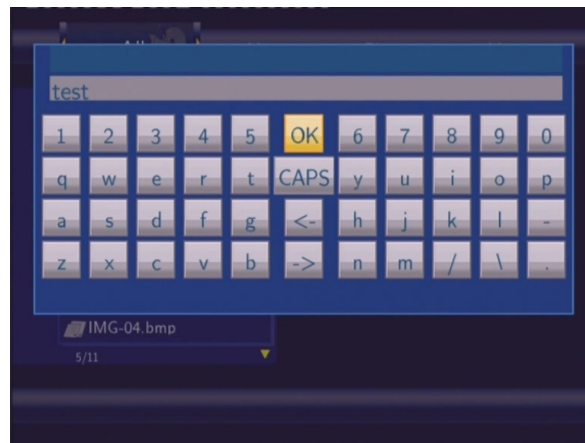 test
1 2 3 4 5 OK 6 7 8 9 0
q w e r t CAPS y u i o p
a s d f g <- h j k l -
z x c v b -> n m / \ .
IMG-04.bmp
5/11